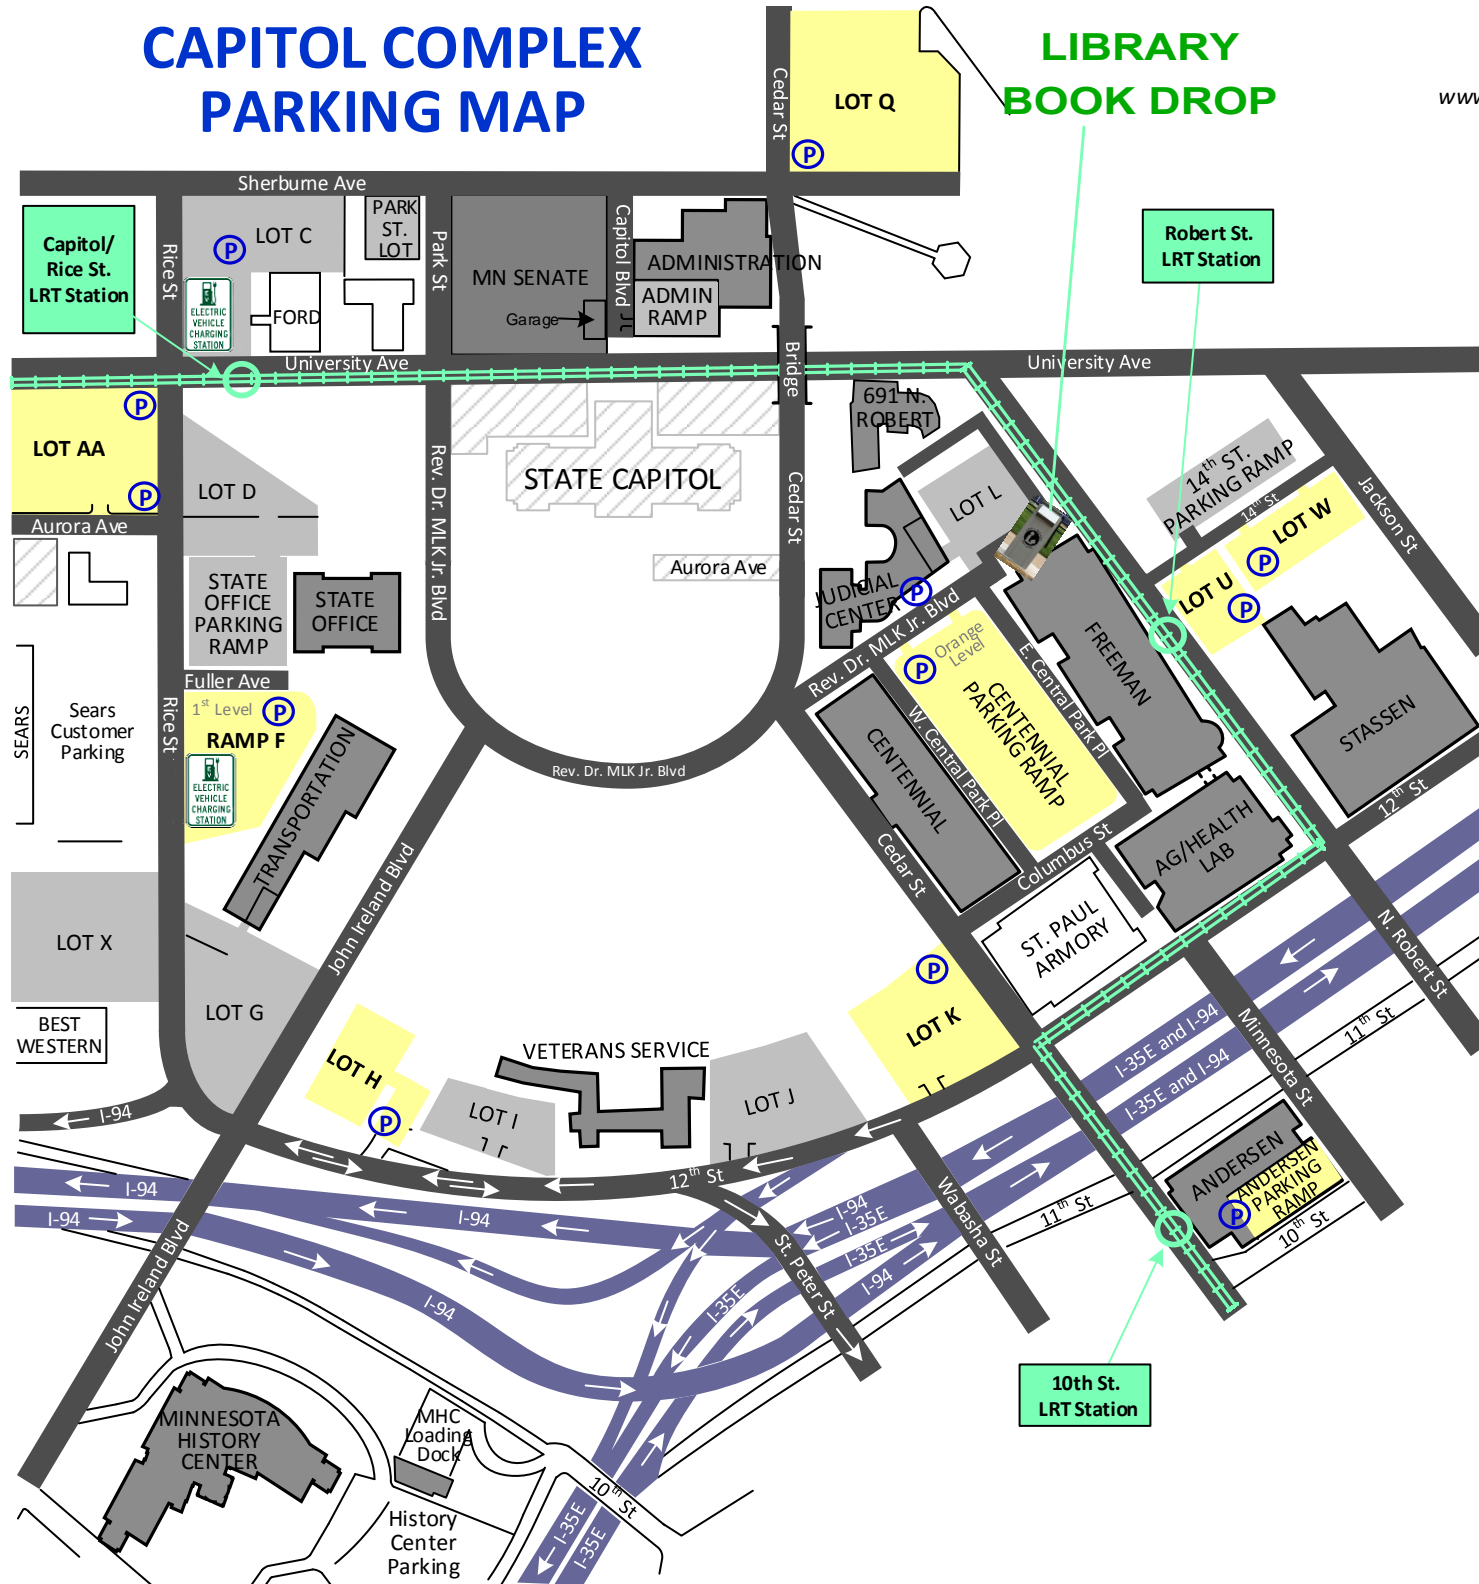 CAPITOL COMPLEX
PARKING MAP
LIBRARY
BOOK DROP
www
Cedar St
LOT Q
P
Sherburne Ave
Capitol/
Rice St.
LRT Station
Rice St
LOT C
P
PARK
ST.
LOT
Park St
MN SENATE
Garage
Capitol Blvd
ADMINISTRATION
ADMIN
RAMP
Robert St.
LRT Station
ELECTRIC
VEHICLE
CHARGING
STATION
FORD
University Ave
Bridge
University Ave
P
LOT AA
P
Aurora Ave
LOT D
Rev. Dr. MLK Jr. Blvd
STATE CAPITOL
Aurora Ave
Cedar St
691 N.
ROBERT
LOT L
14th ST.
PARKING RAMP
14th St
LOT W
P
Jackson St
LOT U
P
JUDICIAL
CENTER
P
Rev. Dr. MLK Jr. Blvd
STATE
OFFICE
PARKING
RAMP
STATE
OFFICE
Fuller Ave
1st Level
P
RAMP F
ELECTRIC
VEHICLE
CHARGING
STATION
Rice St
SEARS
Sears
Customer
Parking
TRANSPORTATION
Rev. Dr. MLK Jr. Blvd
Orange
Level
P
CENTENNIAL
PARKING RAMP
E. Central Park Pl
W. Central Park Pl
FREEMAN
STASSEN
12th St
CENTENNIAL
Cedar St
Columbus St
AG/HEALTH
LAB
ST. PAUL
ARMORY
N. Robert St
John Ireland Blvd
LOT X
LOT G
BEST
WESTERN
P
LOT K
LOT H
P
LOT I
VETERANS SERVICE
LOT J
I-35E and I-94
I-35E and I-94
Minnesota St
11th St
I-94
12th St
I-94
I-94
I-94
I-94
I-35E
I-35E
I-94
I-94
I-35E
Wabasha St
11th St
ANDERSEN
ANDERSEN
PARKING
RAMP
P
10th St
St. Peter St
John Ireland Blvd
10th St.
LRT Station
MINNESOTA
HISTORY
CENTER
MHC
Loading
Dock
History
Center
Parking
10th St
I-35E
I-35E